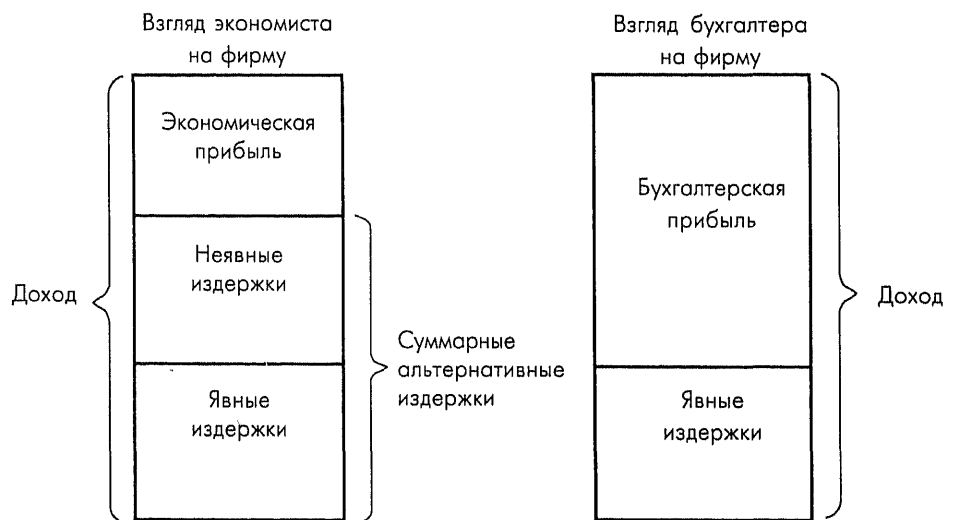 Взгляд экономиста
на фирму
Экономическая
прибыль
Неявные
издержки
Явные
издержки
Доход
Суммарные
альтернативные
издержки
Взгляд бухгалтера
на фирму
Бухгалтерская
прибыль
Явные
издержки
Доход